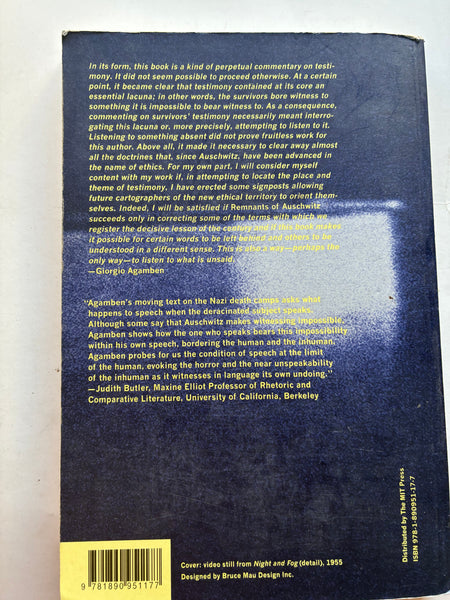 In its form, this book is a kind of perpetual commentary on testi-
mony. It did not seem possible to proceed otherwise. At a certain
point, it became clear that testimony contained at its core an
essential lacuna; in other words, the survivors bore witness to
something it is impossible to bear witness to. As a consequence,
commenting on survivors' testimony necessarily meant interro-
gating this lacuna or, more precisely, attempting to listen to it.
Listening to something absent did not prove fruitless work for
this author. Above all, it made it necessary to clear away almost
all the doctrines that, since Auschwitz, have been advanced in
the name of ethics. For my own part, I will consider myself
content with my work if, in attempting to locate the place and
theme of testimony, I have erected some signposts allowing
future cartographers of the new ethical territory to orient them-
selves. Indeed, I will be satisfied if Remnants of Auschwitz
succeeds only in correcting some of the terms with which we
register the decisive lesson of the century and if this book makes
it possible for certain words to be left behind and others to be
understood in a different sense. This is also a way—perhaps the
only way—to listen to what is unsaid.
—Giorgio Agamben
"Agamben's moving text on the Nazi death camps asks what
happens to speech when the deracinated subject speaks.
Although some say that Auschwitz makes witnessing impossible,
Agamben shows how the one who speaks bears this impossibility
within his own speech, bordering the human and the inhuman.
Agamben probes for us the condition of speech at the limit
of the human, evoking the horror and the near unspeakability
of the inhuman as it witnesses in language its own undoing."
—Judith Butler, Maxine Elliot Professor of Rhetoric and
Comparative Literature, University of California, Berkeley
Distributed by The MIT Press
ISBN 978-1-890951-17-7
9 781890 951177
Cover: video still from Night and Fog (detail), 1955
Designed by Bruce Mau Design Inc.